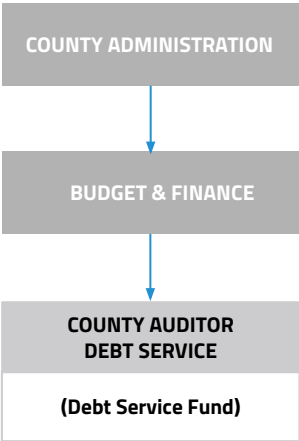 COUNTY ADMINISTRATION
BUDGET & FINANCE
COUNTY AUDITOR
DEBT SERVICE
(Debt Service Fund)